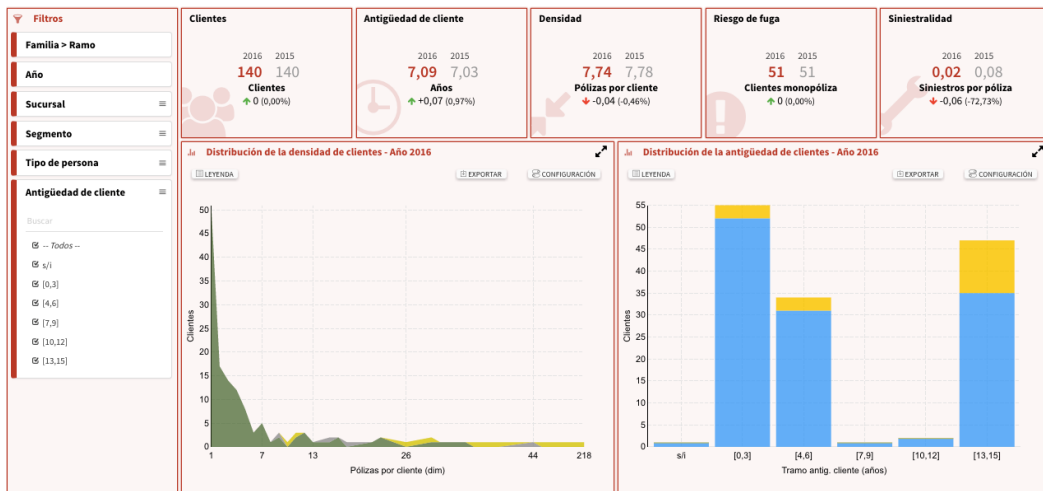 Filtros
Familia > Ramo
Año
Sucursal
Segmento
Tipo de persona
Antigüedad de cliente
Buscar
-- Todos --
s/i
[0,3]
[4,6]
[7,9]
[10,12]
[13,15]
Clientes
2016 2015
140 140
Clientes
0 (0,00%)
Antigüedad de cliente
2016 2015
7,09 7,03
Años
+0,07 (0,97%)
Densidad
2016 2015
7,74 7,78
Pólizas por cliente
-0,04 (-0,46%)
Riesgo de fuga
2016 2015
51 51
Clientes monopóliza
0 (0,00%)
Siniestralidad
2016 2015
0,02 0,08
Siniestros por póliza
-0,06 (-72,73%)
Distribución de la densidad de clientes - Año 2016
LEYENDA
EXPORTAR
CONFIGURACIÓN
Clientes
50
45
40
35
30
25
20
15
10
5
0
1 7 13 26 44 218
Pólizas por cliente (dim)
Distribución de la antigüedad de clientes - Año 2016
LEYENDA
EXPORTAR
CONFIGURACIÓN
Clientes
55
50
45
40
35
30
25
20
15
10
5
0
s/i [0,3] [4,6] [7,9] [10,12] [13,15]
Tramo antig. cliente (años)